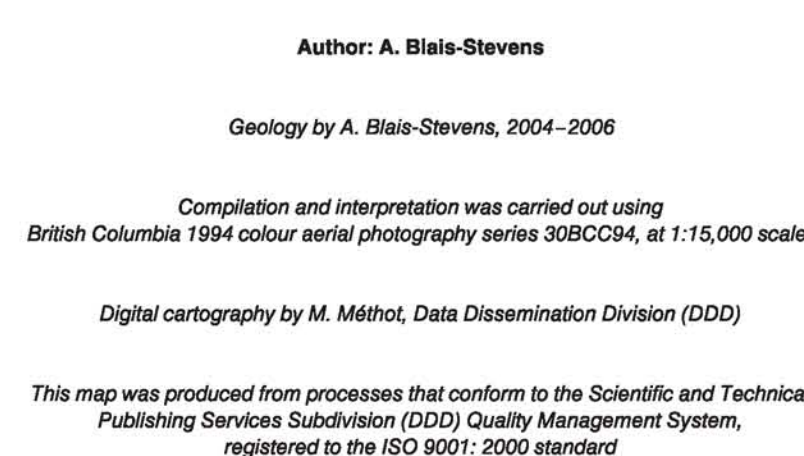 Author: A. Blais-Stevens
Geology by A. Blais-Stevens, 2004–2006
Compilation and interpretation was carried out using
British Columbia 1994 colour aerial photography series 30BCC94, at 1:15,000 scale
Digital cartography by M. Méthot, Data Dissemination Division (DDD)
This map was produced from processes that conform to the Scientific and Technica
Publishing Services Subdivision (DDD) Quality Management System,
registered to the ISO 9001: 2000 standard